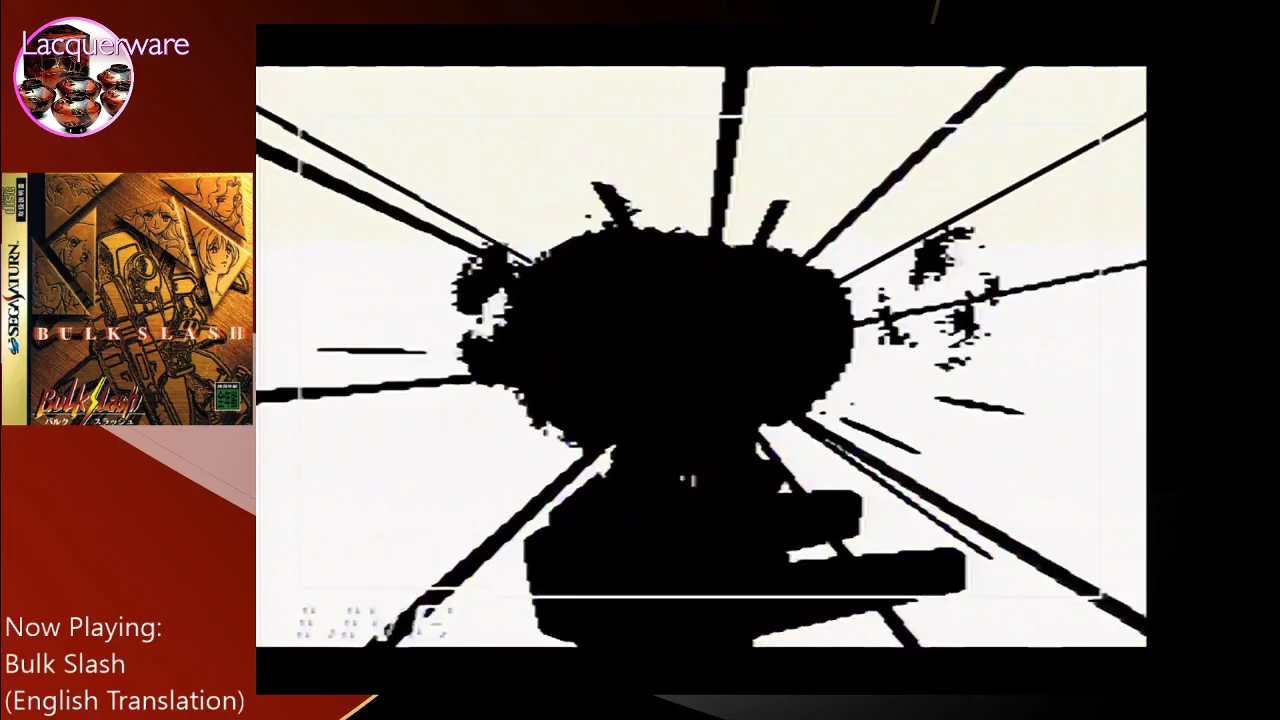 Lacquerware
SEGA SATURN
BULK SLASH
Bulk Slash
バルク スラッシュ
Now Playing:
Bulk Slash
(English Translation)